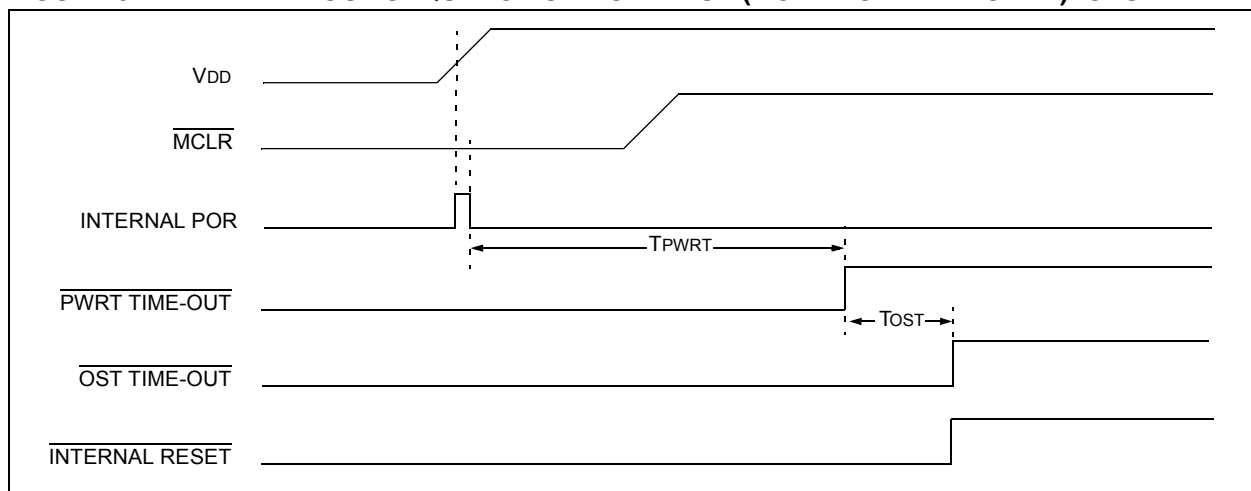 VDD
MCLR
INTERNAL POR
TPWRT
PWRT TIME-OUT
TOST
OST TIME-OUT
INTERNAL RESET